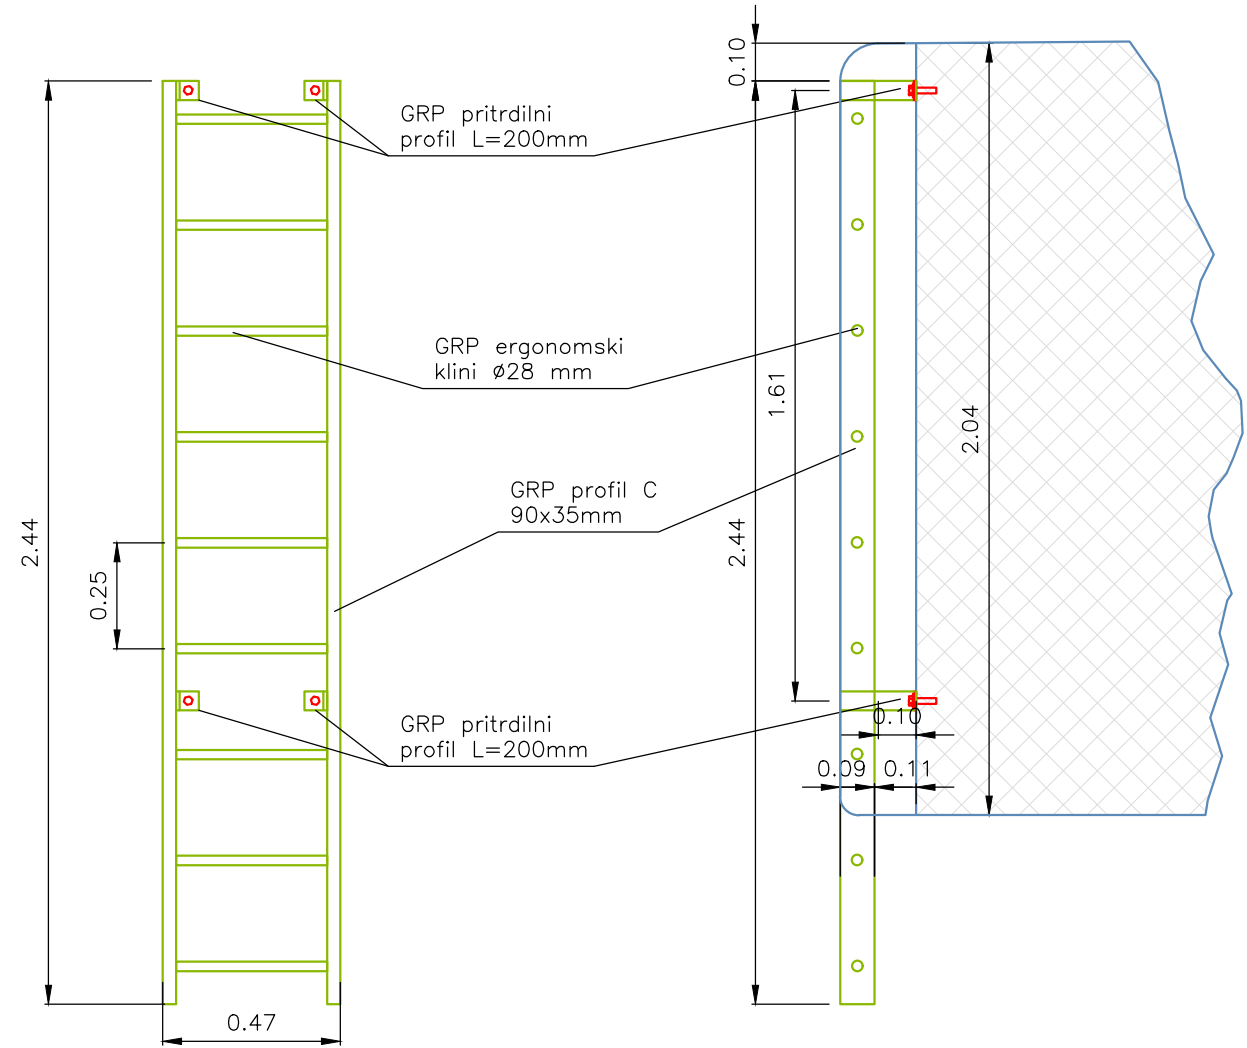 0.10
GRP pritrdilni
profil L=200mm
GRP ergonomski
klini ø28 mm
1.61
2.04
GRP profil C
90x35mm
2.44
2.44
0.25
GRP pritrdilni
profil L=200mm
0.10
0.09
0.11
0.47